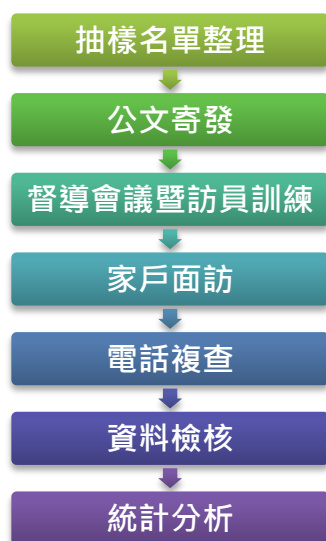 抽樣名單整理
公文寄發
督導會議暨訪員訓練
家戶面訪
電話複查
資料檢核
統計分析